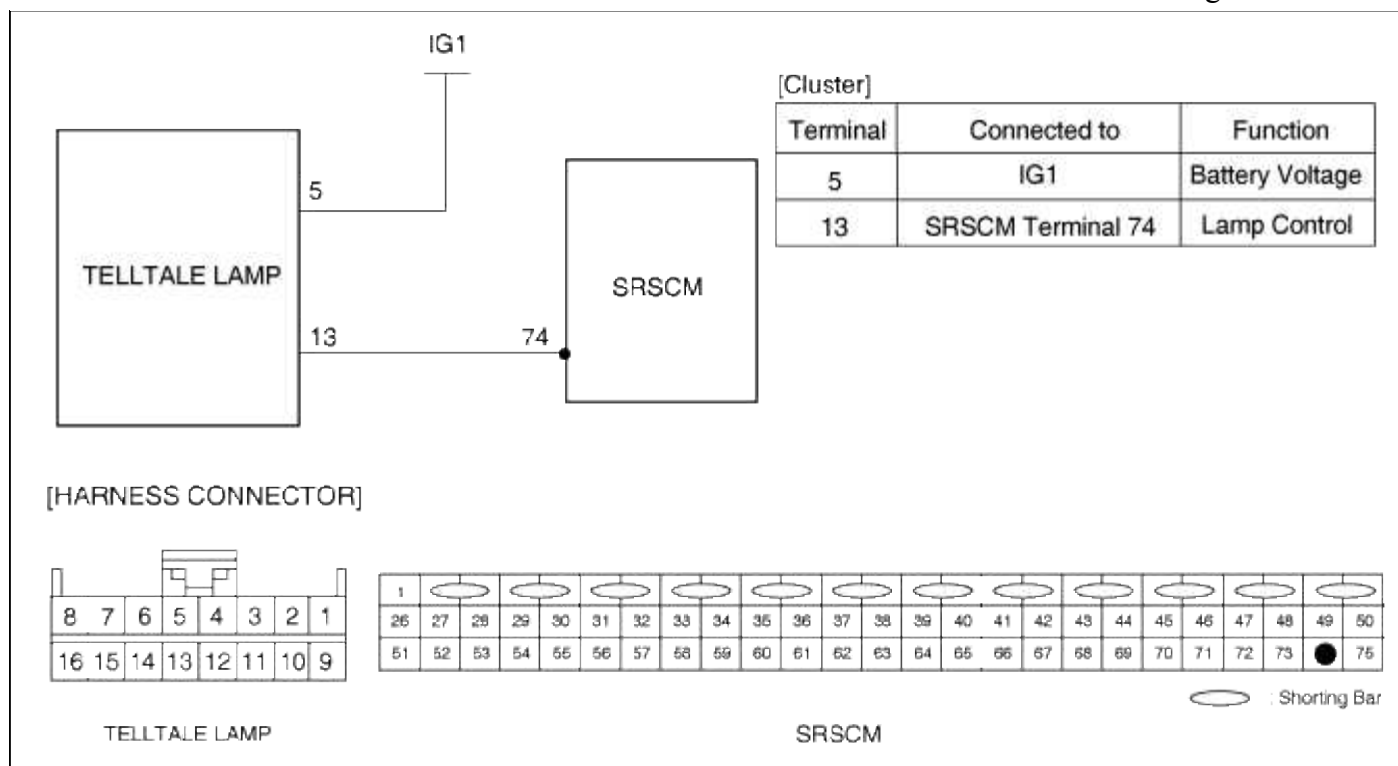 IG1
5
TELLTALE LAMP
13
74
SRSCM
[Cluster]
Terminal Connected to Function
5 IG1 Battery Voltage
13 SRSCM Terminal 74 Lamp Control
[HARNESS CONNECTOR]
8 7 6 5 4 3 2 1
16 15 14 13 12 11 10 9
TELLTALE LAMP
1
26 27 28 29 30 31 32 33 34 35 36 37 38 39 40 41 42 43 44 45 46 47 48 49 50
51 52 53 54 55 56 57 58 59 60 61 62 63 64 65 66 67 68 69 70 71 72 73 75
: Shorting Bar
SRSCM